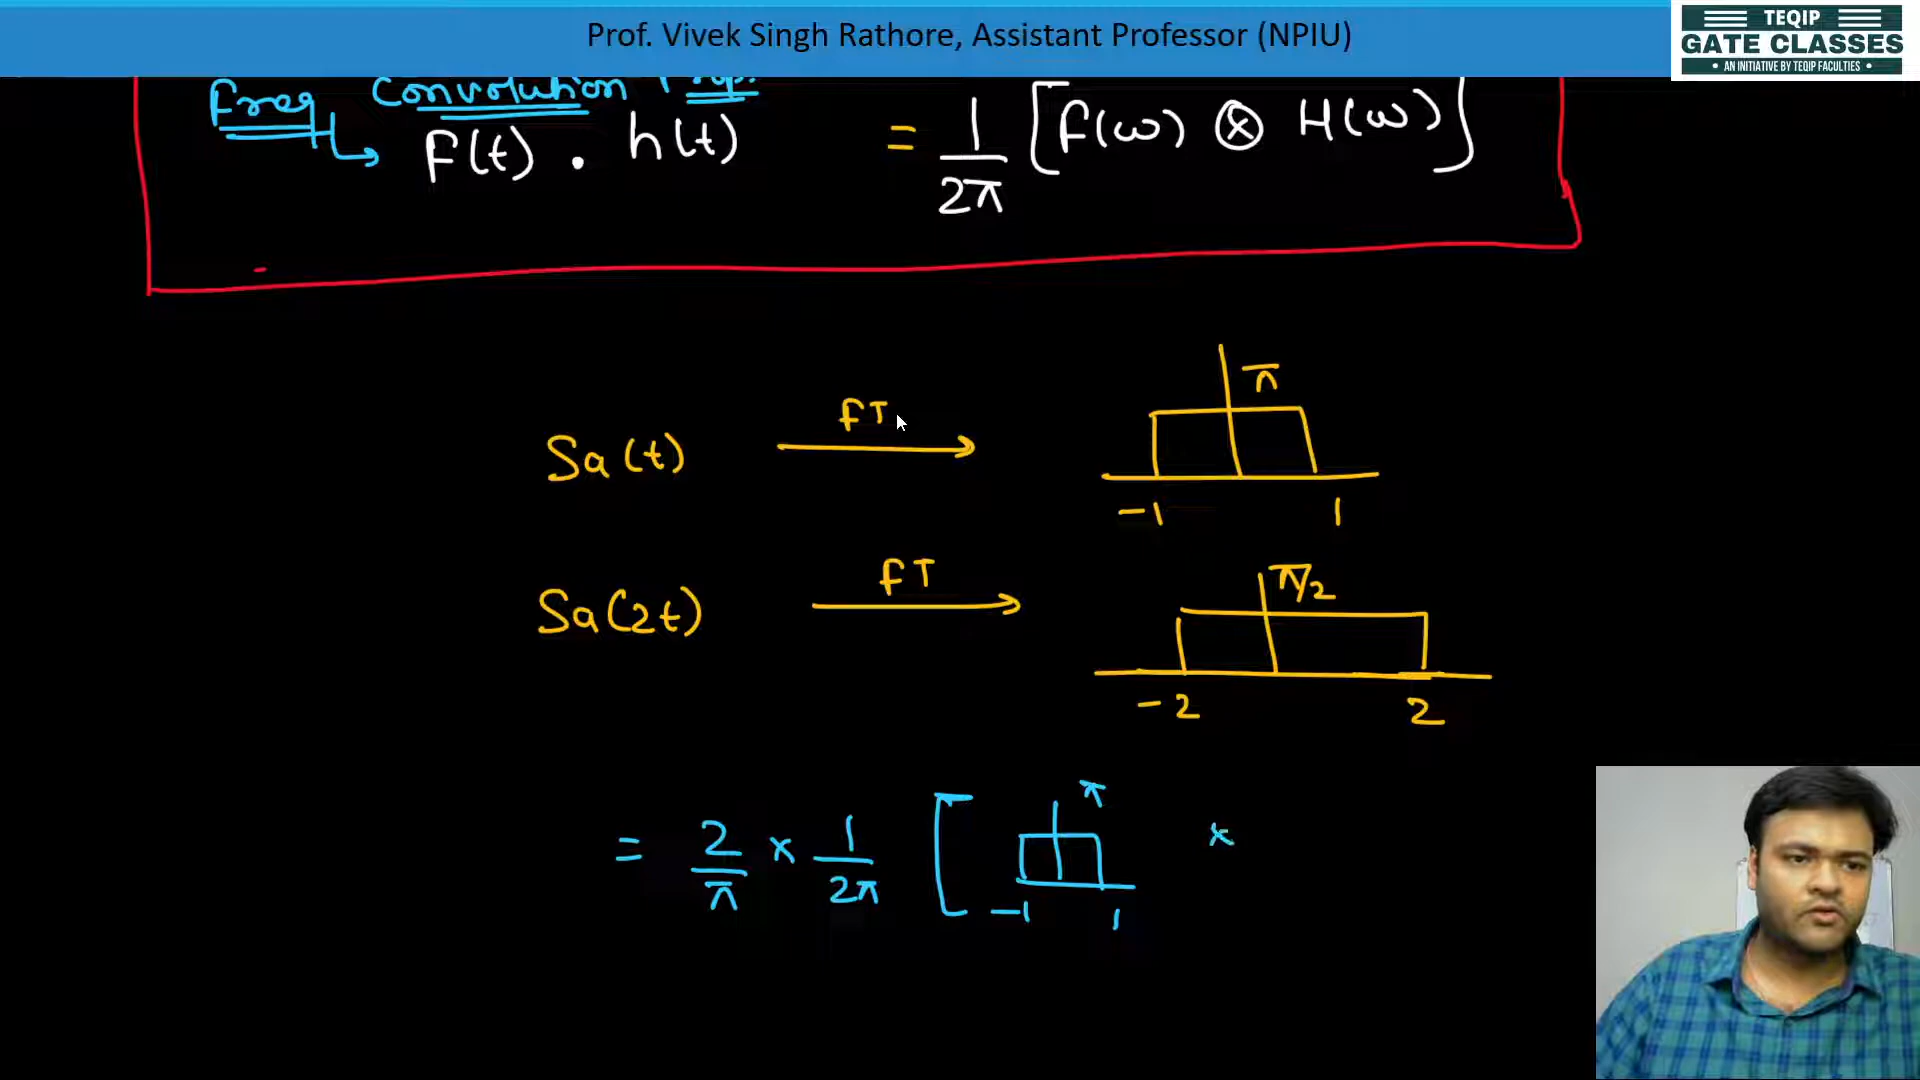 Prof. Vivek Singh Rathore, Assistant Professor (NPIU)
TEQIP
GATE CLASSES
• AN INITIATIVE BY TEQIP FACULTIES •
Freq Convolution Prop.
f(t) . h(t) = 1/2π [F(ω) ⊗ H(ω)]
π
fT
Sa(t)
-1 1
π/2
fT
Sa(2t)
-2 2
π
= 2/π x 1/2π [ x
-1 1